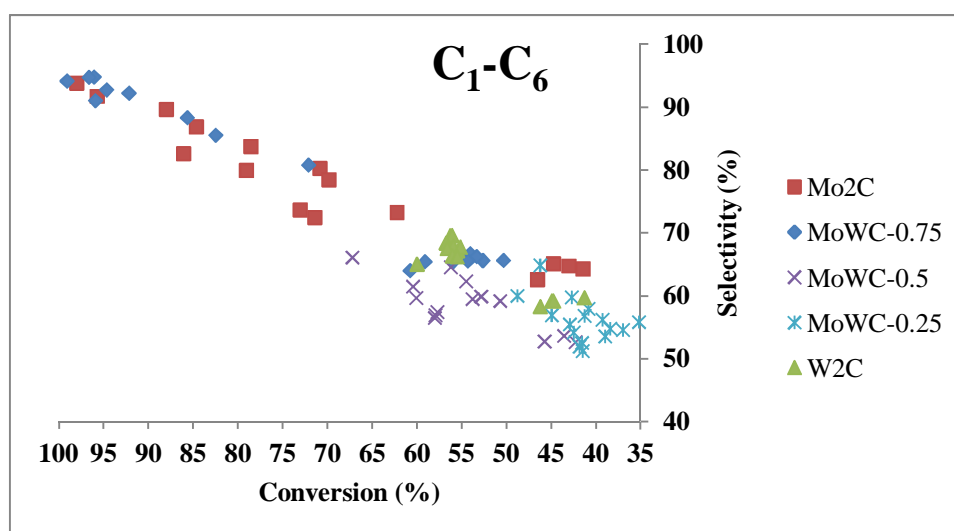 C1-C6
100
90
80
70
60
50
40
Selectivity (%)
100 95 90 85 80 75 70 65 60 55 50 45 40 35
Conversion (%)
Mo2C
MoWC-0.75
MoWC-0.5
MoWC-0.25
W2C